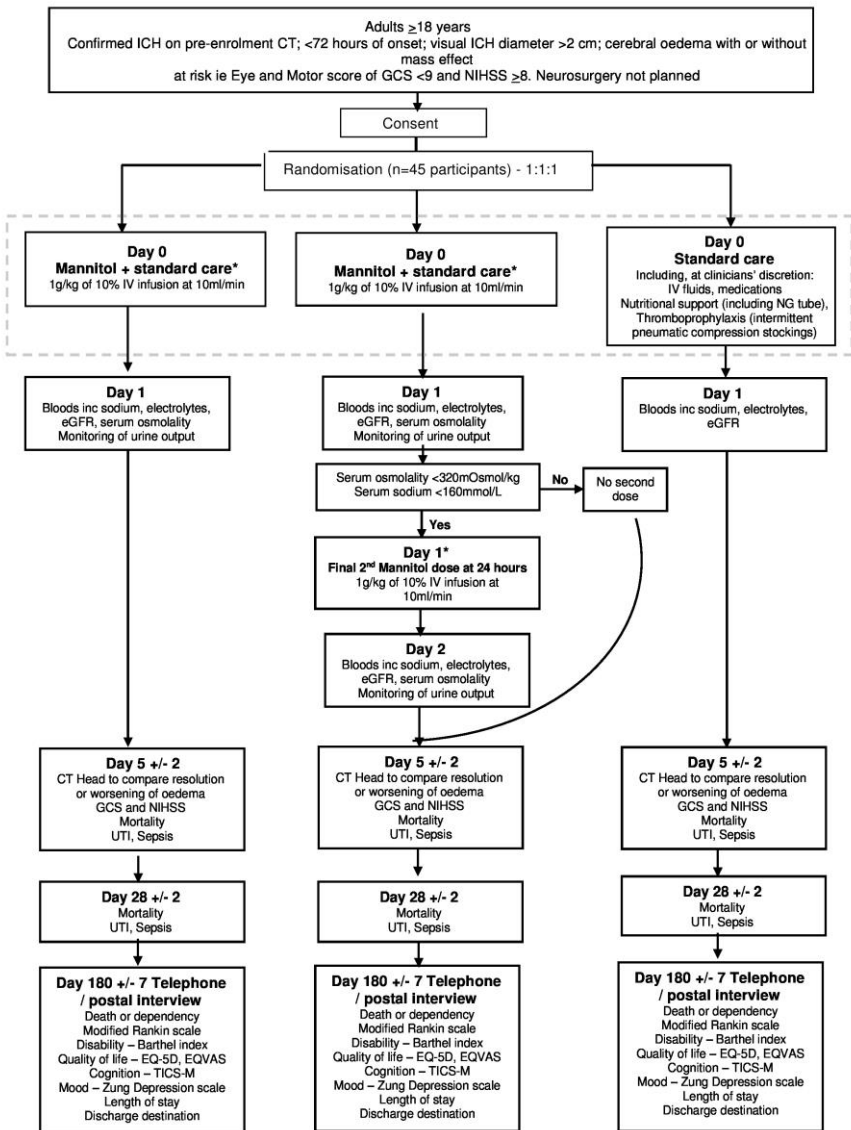 Adults ≥18 years
Confirmed ICH on pre-enrolment CT; <72 hours of onset; visual ICH diameter >2 cm; cerebral oedema with or without
mass effect
at risk ie Eye and Motor score of GCS <9 and NIHSS ≥8. Neurosurgery not planned
Consent
Randomisation (n=45 participants) - 1:1:1
Day 0
Mannitol + standard care*
1g/kg of 10% IV infusion at 10ml/min
Day 0
Mannitol + standard care*
1g/kg of 10% IV infusion at 10ml/min
Day 0
Standard care
Including, at clinicians' discretion:
IV fluids, medications
Nutritional support (including NG tube),
Thromboprophylaxis (intermittent
pneumatic compression stockings)
Day 1
Bloods inc sodium, electrolytes,
eGFR, serum osmolality
Monitoring of urine output
Day 1
Bloods inc sodium, electrolytes,
eGFR, serum osmolality
Monitoring of urine output
Day 1
Bloods inc sodium, electrolytes,
eGFR
Serum osmolality <320mOsmol/kg
Serum sodium <160mmol/L
No
No second
dose
Yes
Day 1*
Final 2nd Mannitol dose at 24 hours
1g/kg of 10% IV infusion at
10ml/min
Day 2
Bloods inc sodium, electrolytes,
eGFR, serum osmolality
Monitoring of urine output
Day 5 +/- 2
CT Head to compare resolution
or worsening of oedema
GCS and NIHSS
Mortality
UTI, Sepsis
Day 5 +/- 2
CT Head to compare resolution
or worsening of oedema
GCS and NIHSS
Mortality
UTI, Sepsis
Day 5 +/- 2
CT Head to compare resolution
or worsening of oedema
GCS and NIHSS
Mortality
UTI, Sepsis
Day 28 +/- 2
Mortality
UTI, Sepsis
Day 28 +/- 2
Mortality
UTI, Sepsis
Day 28 +/- 2
Mortality
UTI, Sepsis
Day 180 +/- 7 Telephone
/ postal interview
Death or dependency
Modified Rankin scale
Disability – Barthel index
Quality of life – EQ-5D, EQVAS
Cognition – TICS-M
Mood – Zung Depression scale
Length of stay
Discharge destination
Day 180 +/- 7 Telephone
/ postal interview
Death or dependency
Modified Rankin scale
Disability – Barthel index
Quality of life – EQ-5D, EQVAS
Cognition – TICS-M
Mood – Zung Depression scale
Length of stay
Discharge destination
Day 180 +/- 7 Telephone
/ postal interview
Death or dependency
Modified Rankin scale
Disability – Barthel index
Quality of life – EQ-5D, EQVAS
Cognition – TICS-M
Mood – Zung Depression scale
Length of stay
Discharge destination